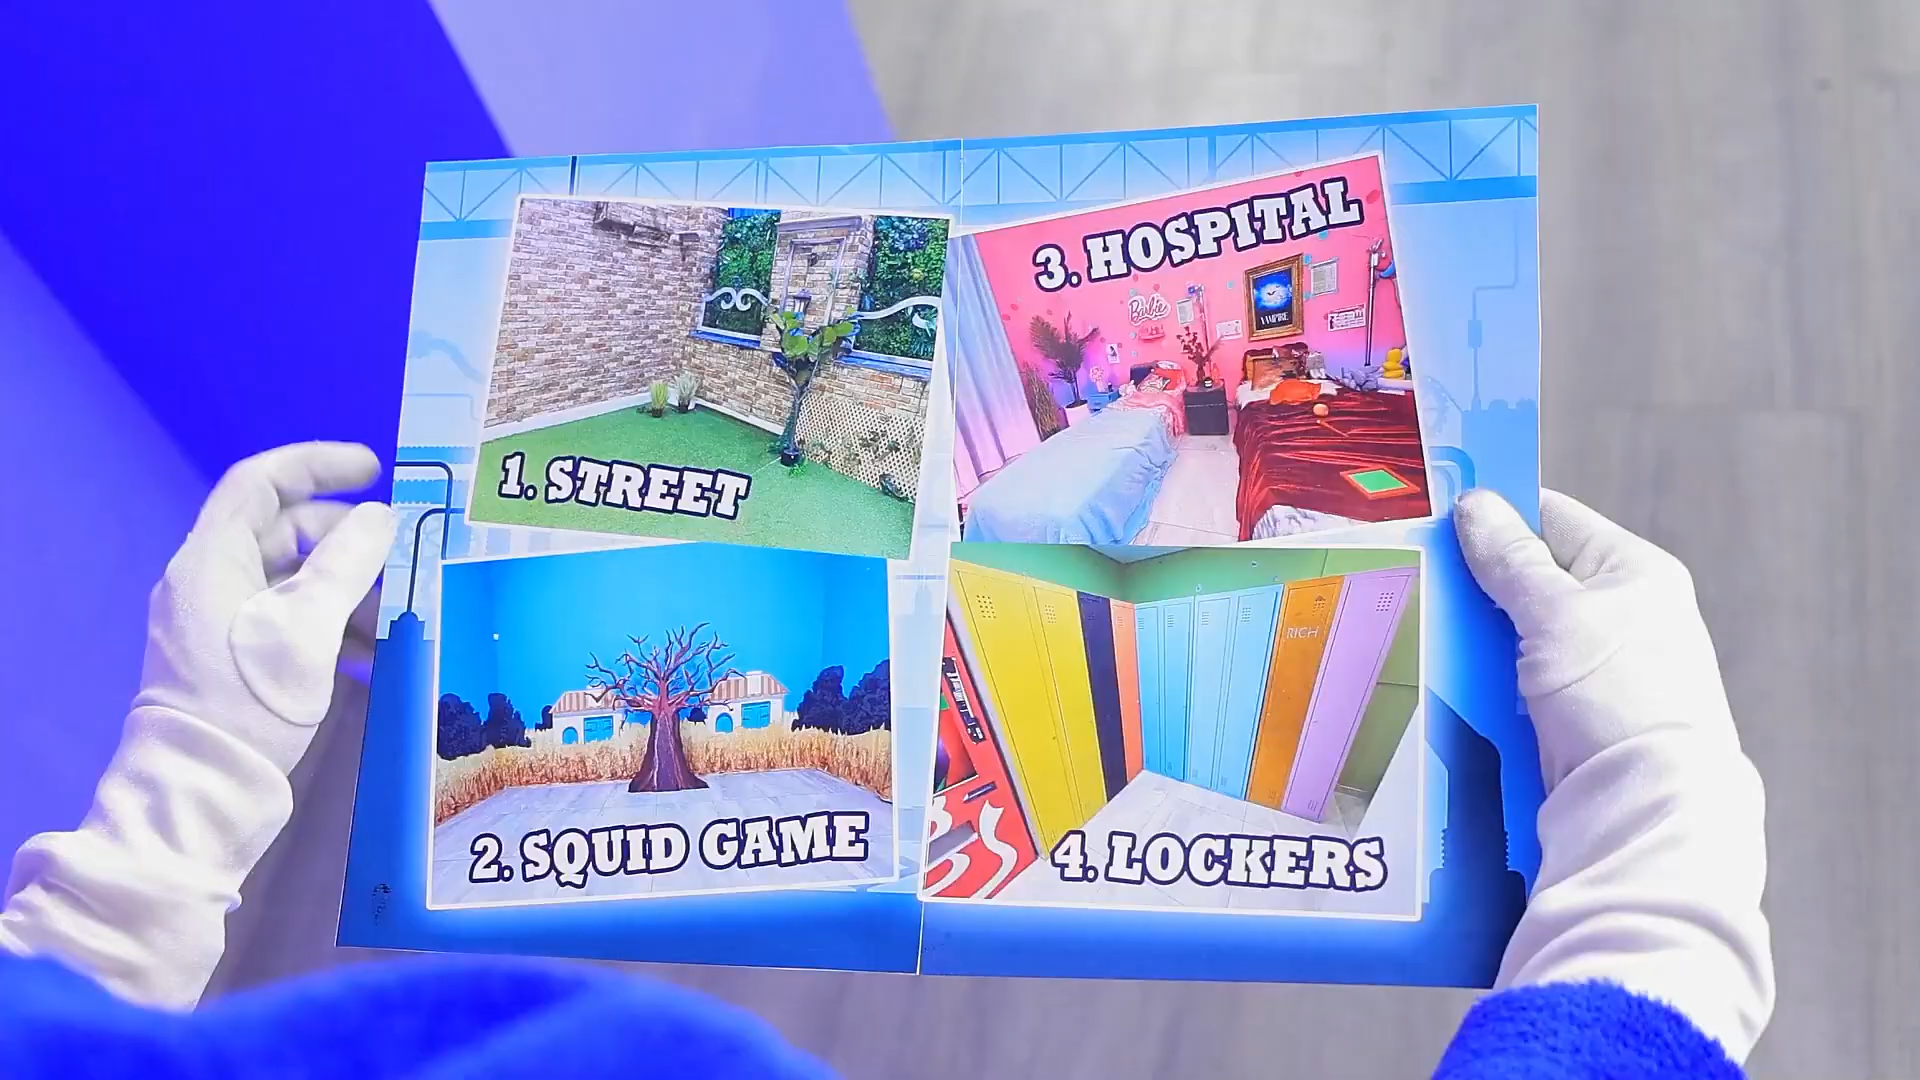 1. STREET
3. HOSPITAL
Barbie
VAMPIRE
2. SQUID GAME
RICH
4. LOCKERS